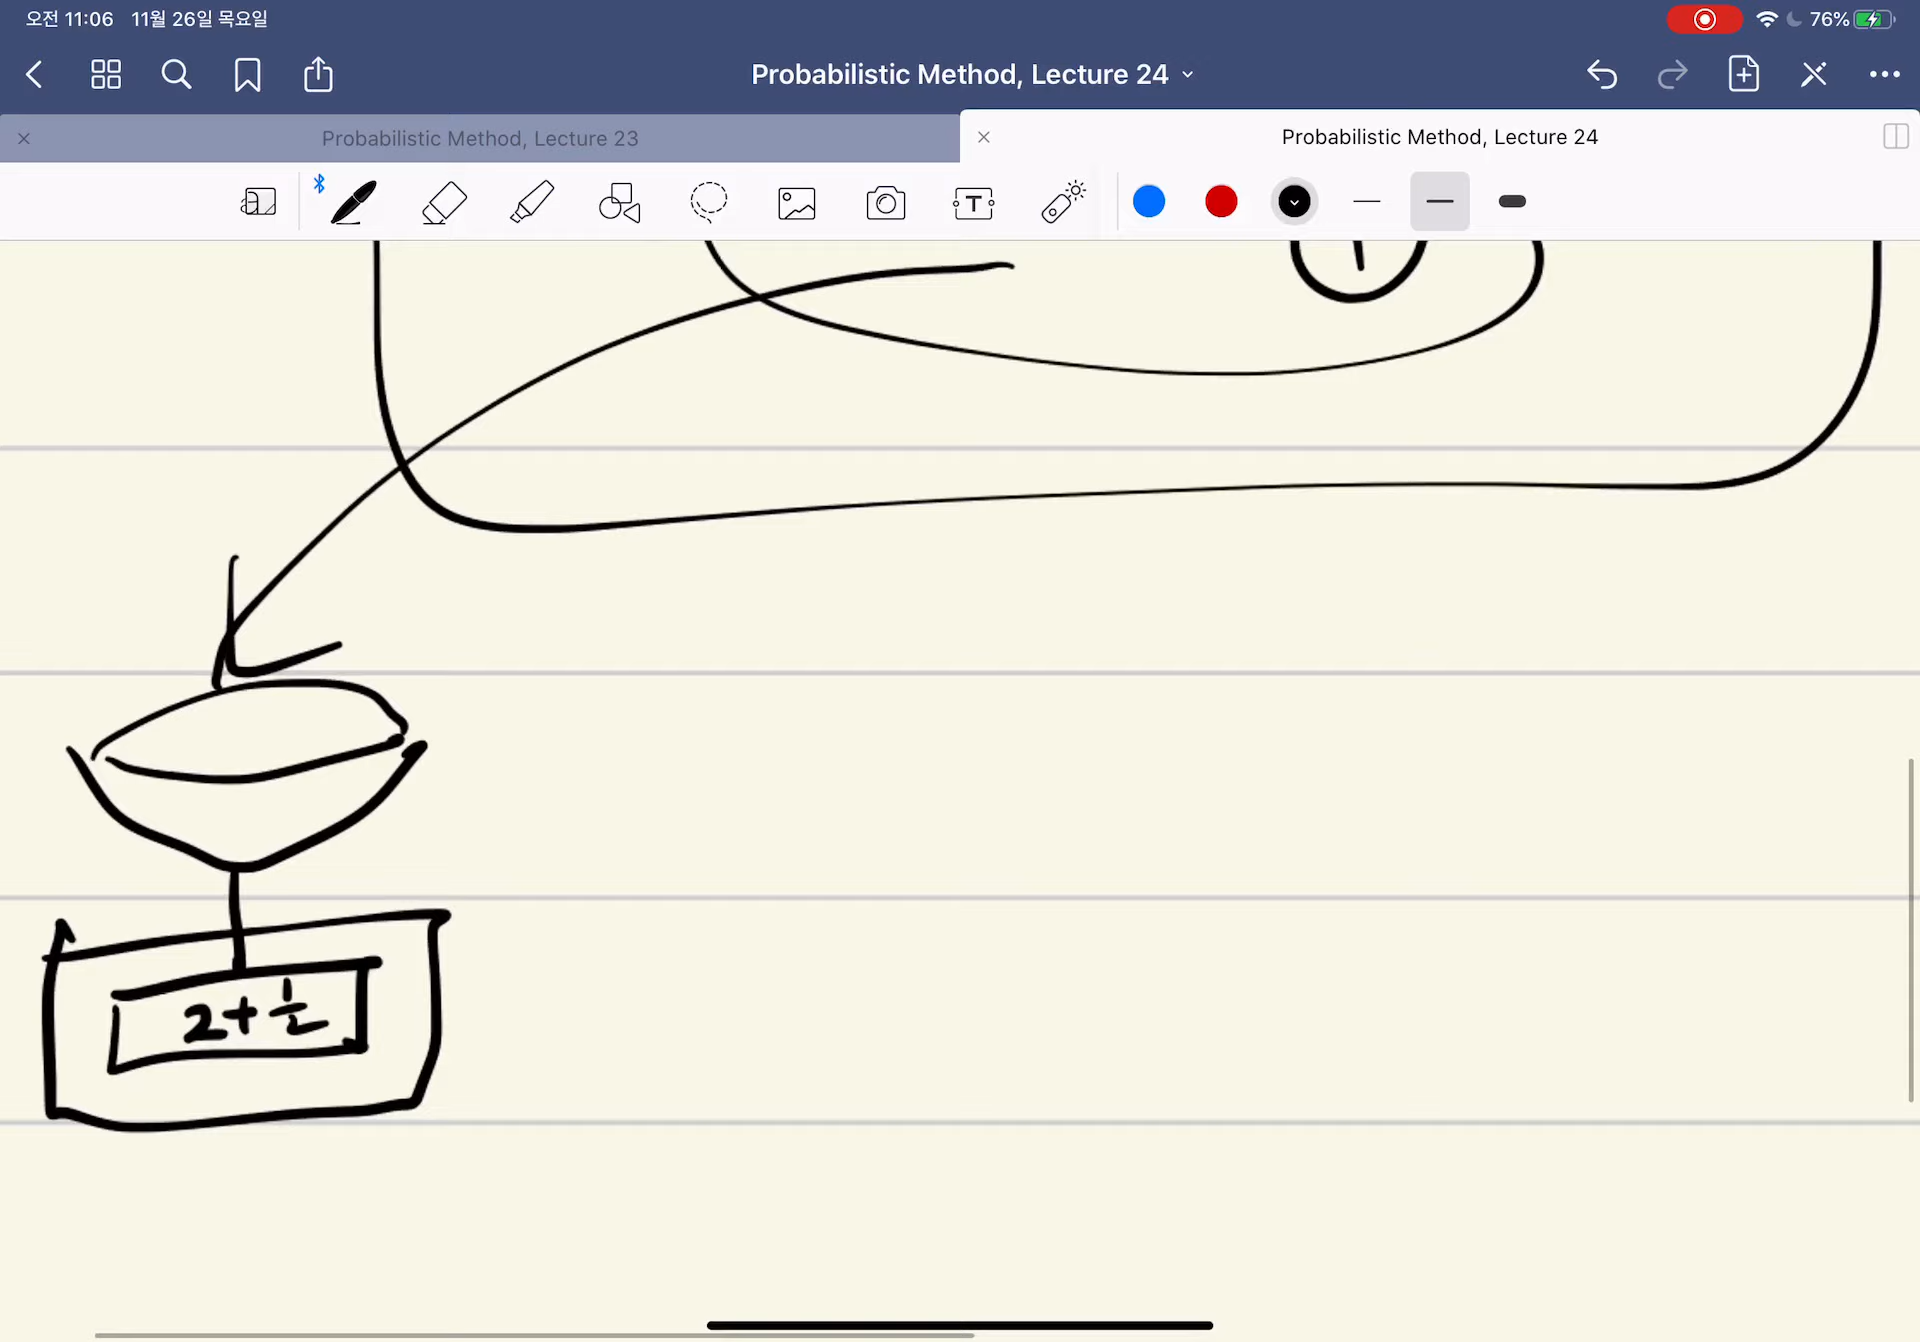 오전 11:06 11월 26일 목요일 76%
Probabilistic Method, Lecture 24
Probabilistic Method, Lecture 23
Probabilistic Method, Lecture 24
T
2+1/2